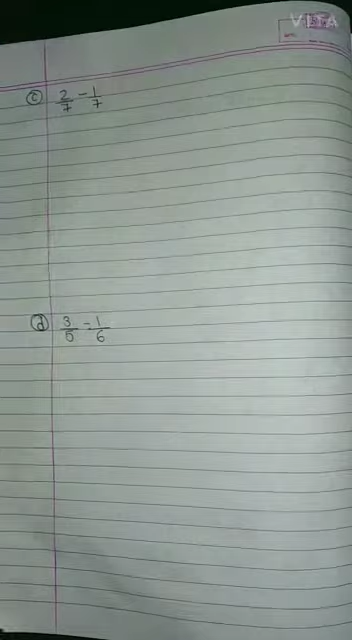 (c) 2/7 - 1/7
(d) 3/5 - 1/6